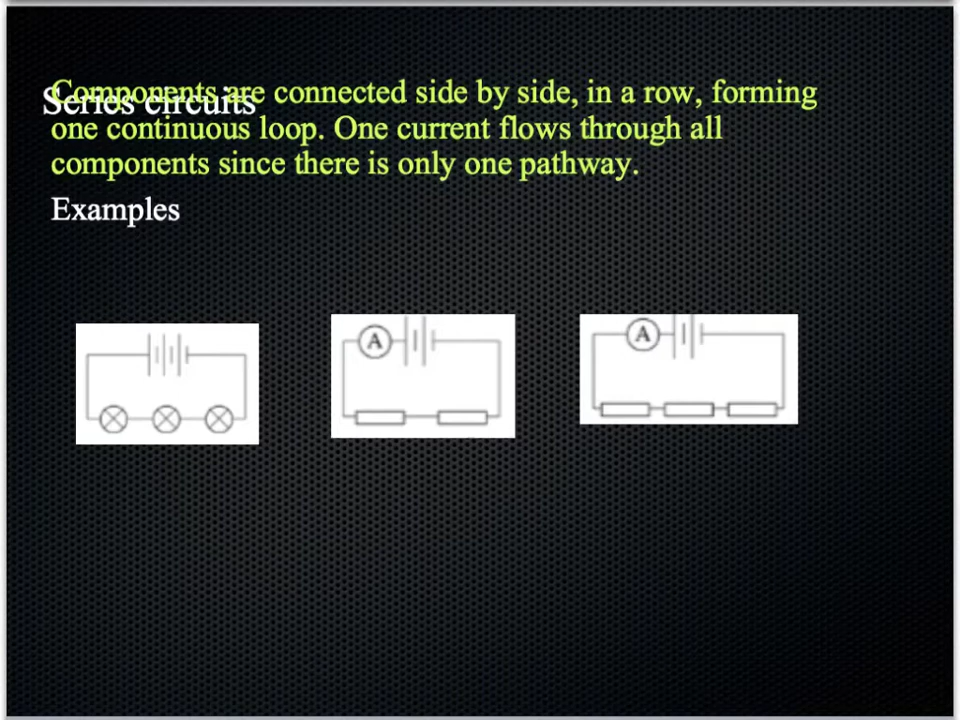 Series circuits
Components are connected side by side, in a row, forming
one continuous loop. One current flows through all
components since there is only one pathway.
Examples
A
A